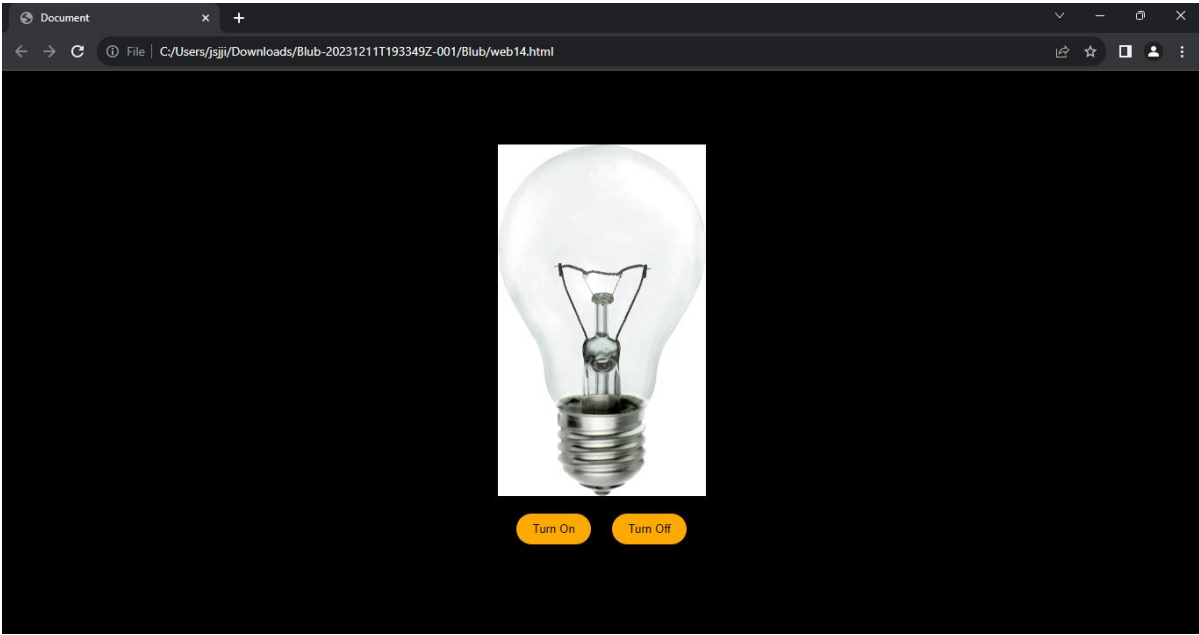 Document
File C:/Users/jsjji/Downloads/Blub-20231211T193349Z-001/Blub/web14.html
Turn On Turn Off